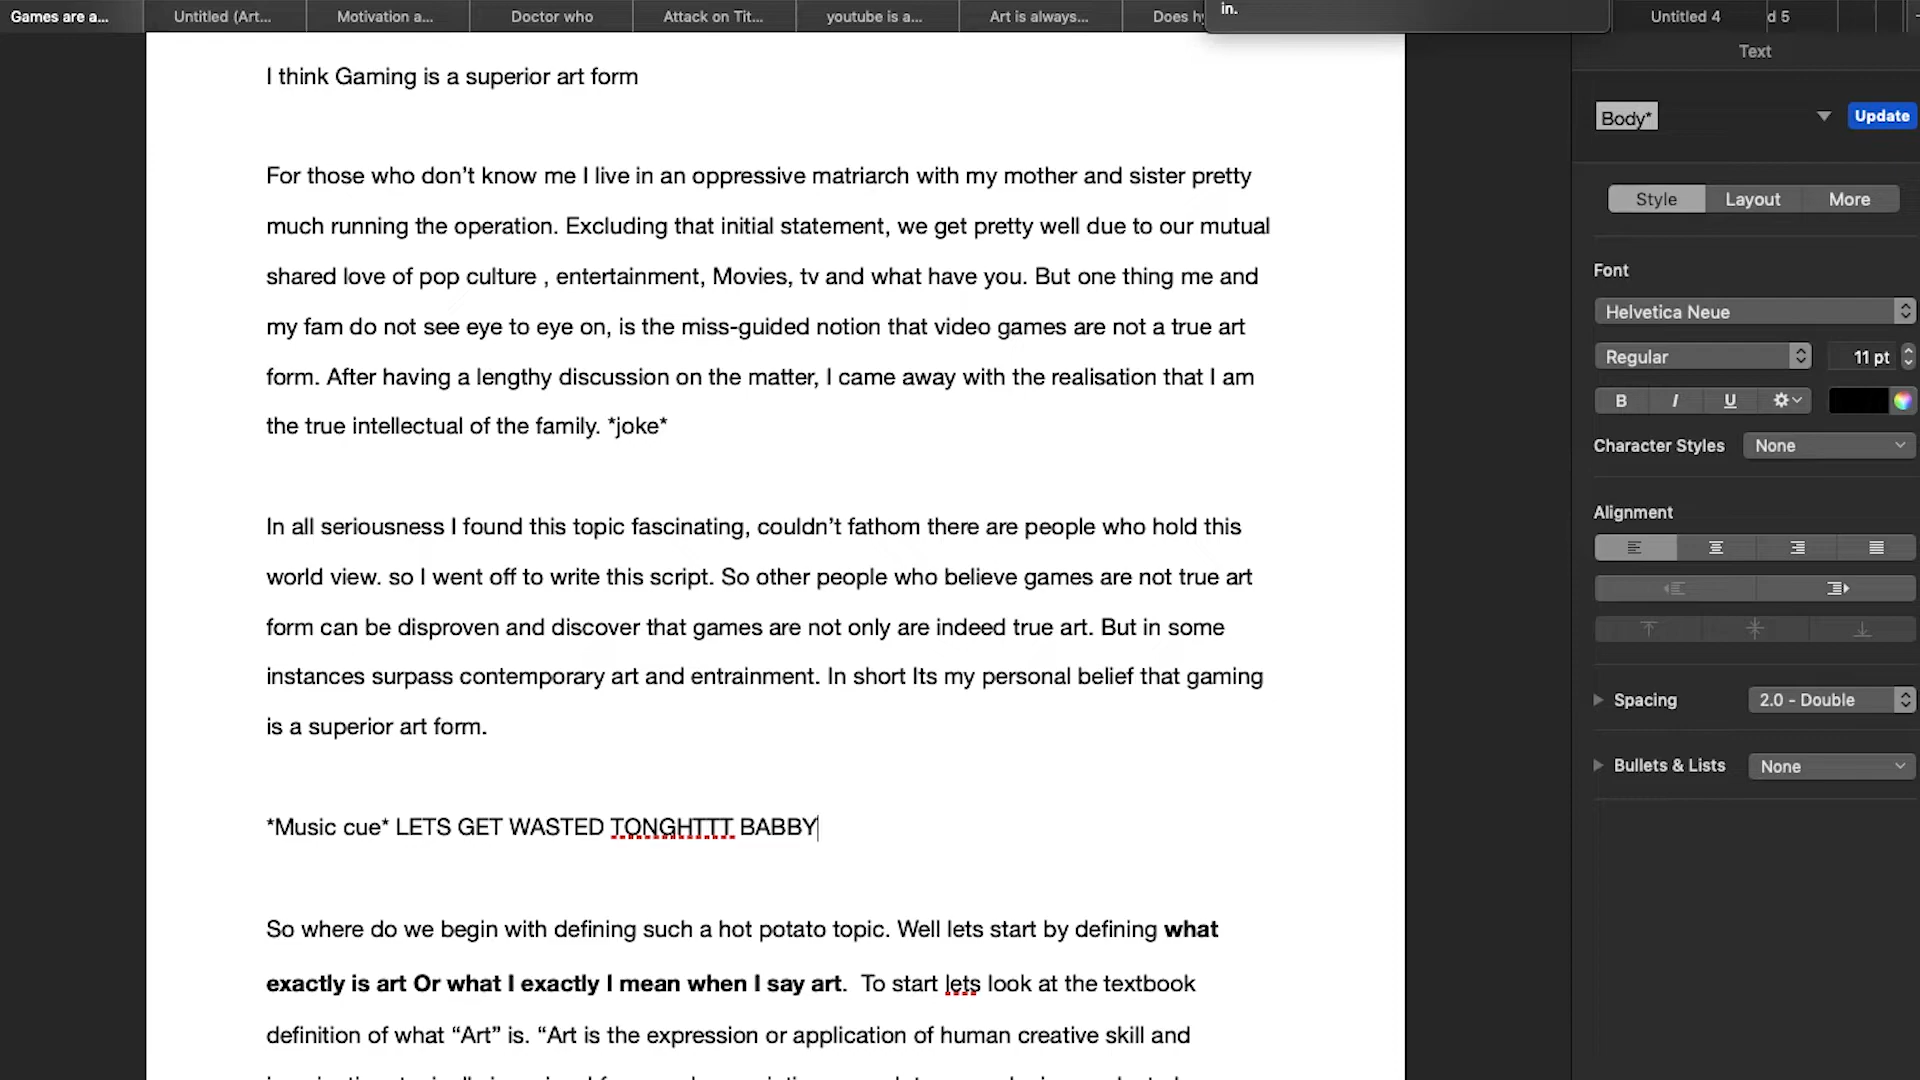 Games are a...
Untitled (Art...
Motivation a...
Doctor who
Attack on Tit...
youtube is a...
Art is always...
Does
in.
Untitled 4
d 5
Text
I think Gaming is a superior art form
Body*
Update
For those who don’t know me I live in an oppressive matriarch with my mother and sister pretty
much running the operation. Excluding that initial statement, we get pretty well due to our mutual
shared love of pop culture , entertainment, Movies, tv and what have you. But one thing me and
my fam do not see eye to eye on, is the miss-guided notion that video games are not a true art
form. After having a lengthy discussion on the matter, I came away with the realisation that I am
the true intellectual of the family. *joke*
In all seriousness I found this topic fascinating, couldn’t fathom there are people who hold this
world view. so I went off to write this script. So other people who believe games are not true art
form can be disproven and discover that games are not only are indeed true art. But in some
instances surpass contemporary art and entrainment. In short Its my personal belief that gaming
is a superior art form.
*Music cue* LETS GET WASTED TONGHTTT BABBY
So where do we begin with defining such a hot potato topic. Well lets start by defining what
exactly is art Or what I exactly I mean when I say art.  To start lets look at the textbook
definition of what “Art” is. “Art is the expression or application of human creative skill and
Style
Layout
More
Font
Helvetica Neue
Regular
11 pt
B
I
U
Character Styles
None
Alignment
Spacing
2.0 - Double
Bullets & Lists
None